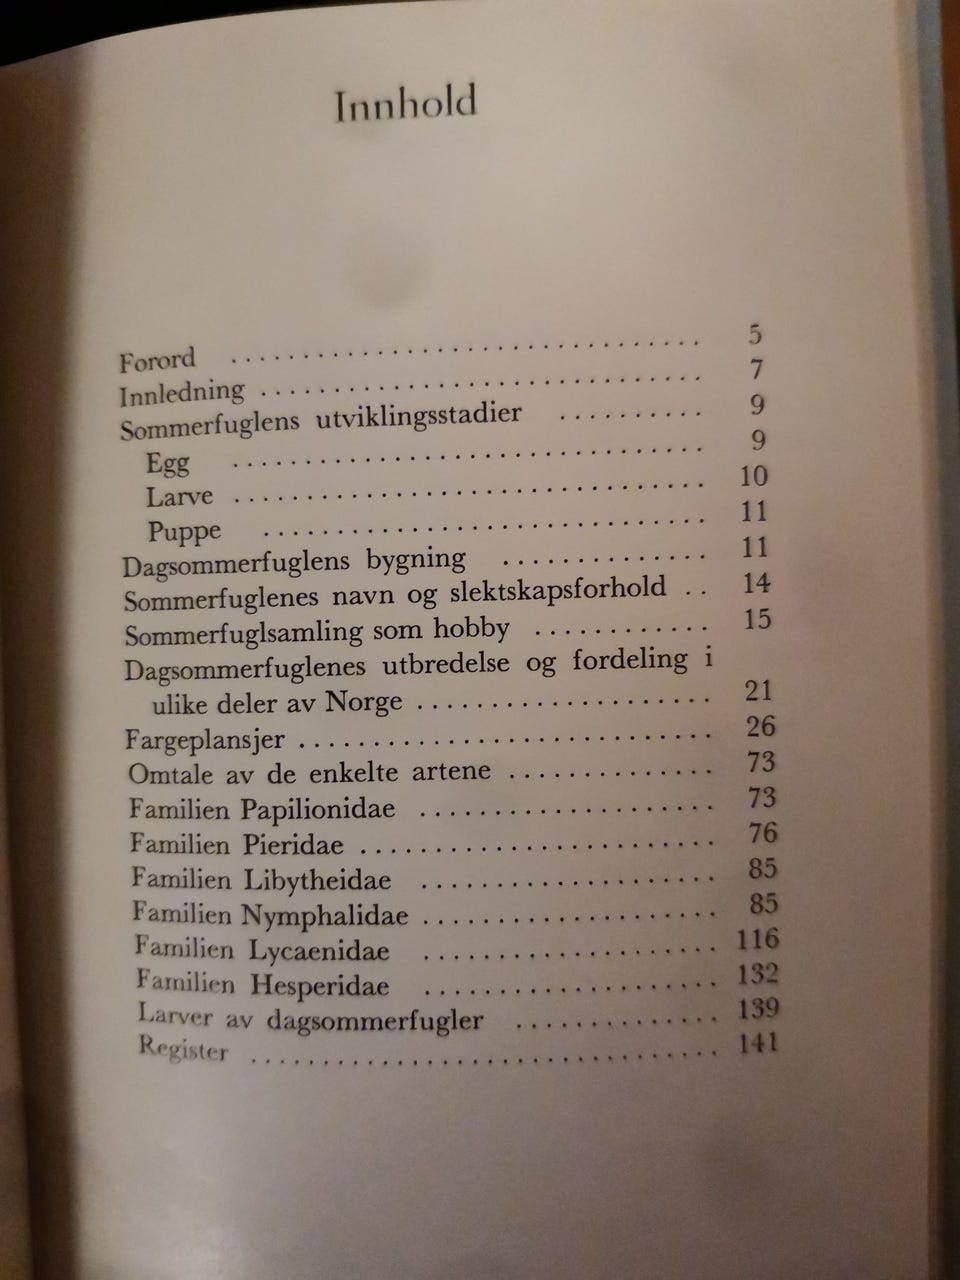 Innhold
Forord . . . . . . . . . . . . . . . . . . . . . . . . . . . . . . . . . 5
Innledning . . . . . . . . . . . . . . . . . . . . . . . . . . . . . . . 7
Sommerfuglens utviklingsstadier . . . . . . . . . . 9
Egg . . . . . . . . . . . . . . . . . . . . . . . . . . . . . . . . . 9
Larve . . . . . . . . . . . . . . . . . . . . . . . . . . . . . . . . . 10
Puppe . . . . . . . . . . . . . . . . . . . . . . . . . . . . . . . 11
Dagsommerfuglens bygning . . . . . . . . . . . . . . 11
Sommerfuglenes navn og slektskapsforhold . . 14
Sommerfuglsamling som hobby . . . . . . . . . . . . 15
Dagsommerfuglenes utbredelse og fordeling i
ulike deler av Norge . . . . . . . . . . . . . . . . . . . . 21
Fargeplansjer . . . . . . . . . . . . . . . . . . . . . . . . . . . . 26
Omtale av de enkelte artene . . . . . . . . . . . . . . 73
Familien Papilionidae . . . . . . . . . . . . . . . . . . . . 73
Familien Pieridae . . . . . . . . . . . . . . . . . . . . . . . . 76
Familien Libytheidae . . . . . . . . . . . . . . . . . . . . 85
Familien Nymphalidae . . . . . . . . . . . . . . . . . . . . 85
Familien Lycaenidae . . . . . . . . . . . . . . . . . . . . 116
Familien Hesperidae . . . . . . . . . . . . . . . . . . . . 132
Larver av dagsommerfugler . . . . . . . . . . . . . . 139
Register . . . . . . . . . . . . . . . . . . . . . . . . . . . . . . . . 141